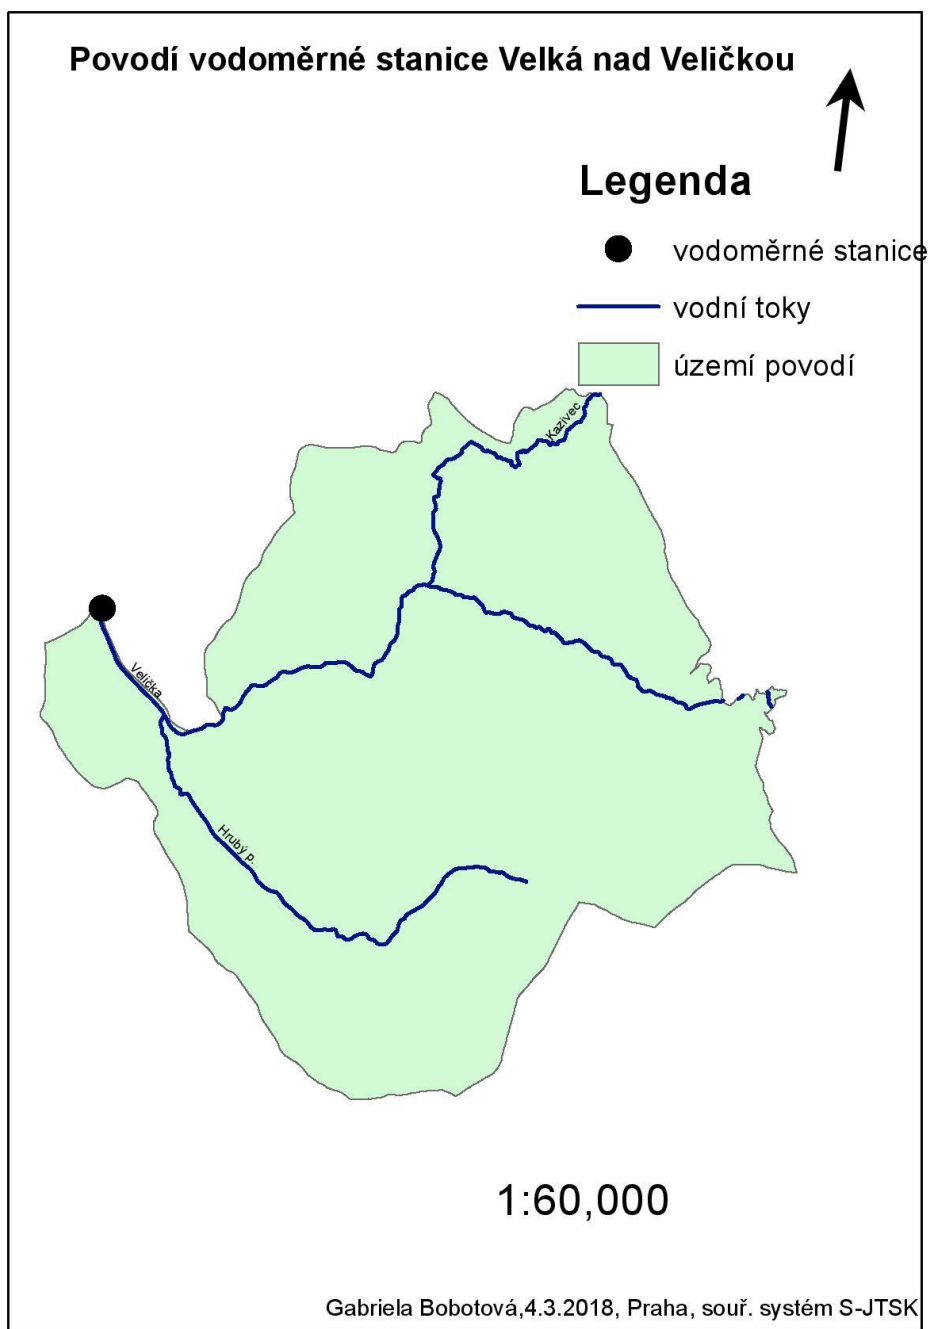 Povodí vodoměrné stanice Velká nad Veličkou
Legenda
vodoměrné stanice
vodní toky
území povodí
Kazivec
Velička
Hrubý p.
1:60,000
Gabriela Bobotová,4.3.2018, Praha, souř. systém S-JTSK